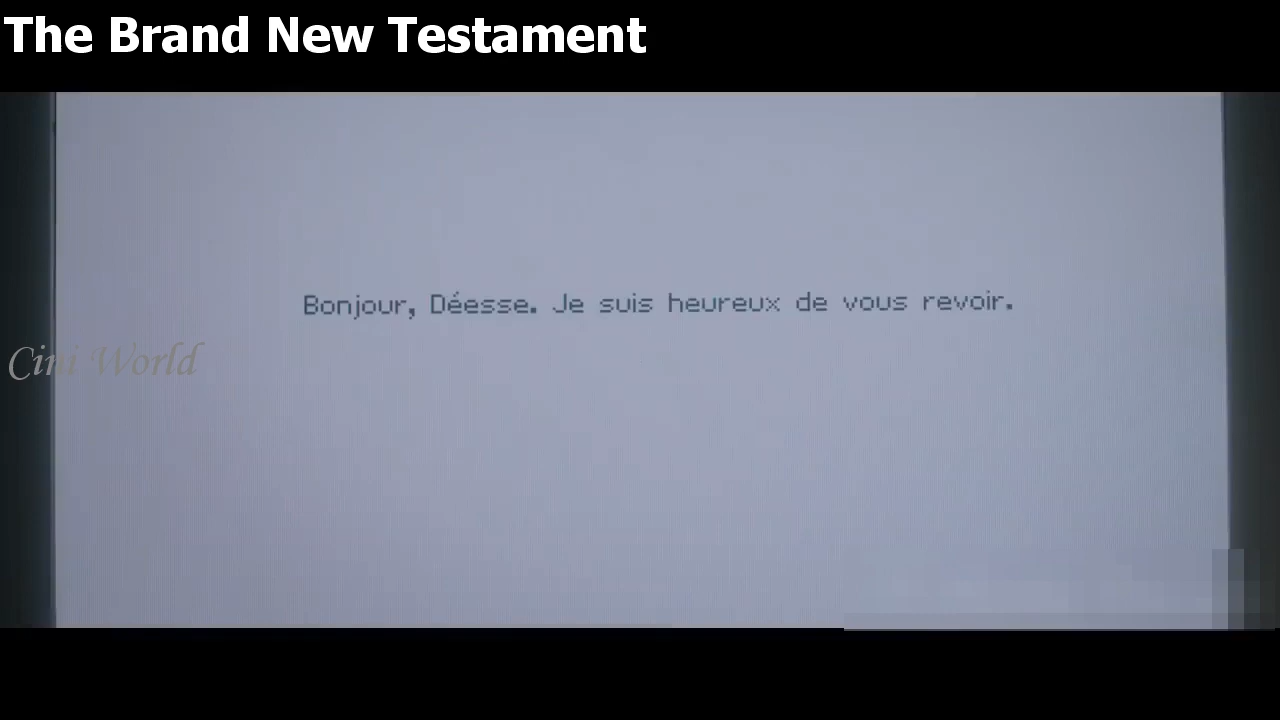 The Brand New Testament
Bonjour, Déesse. Je suis heureux de vous revoir.
Cini World